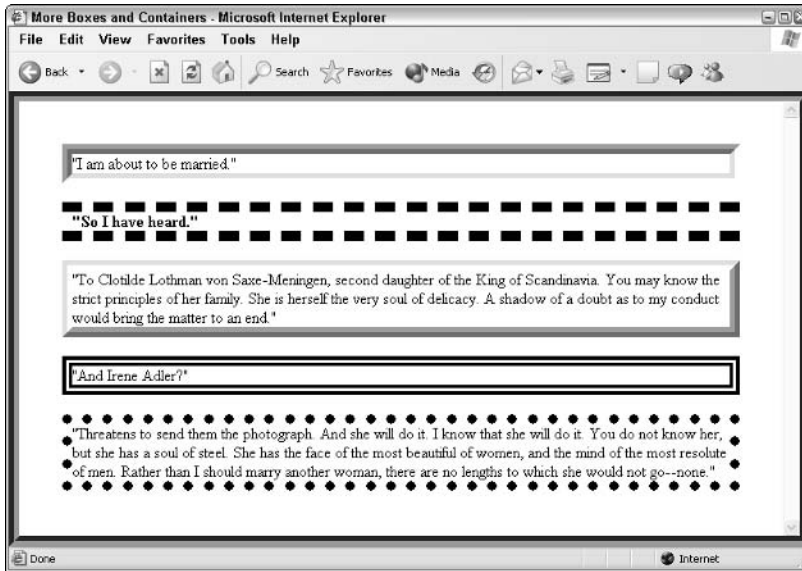 More Boxes and Containers - Microsoft Internet Explorer
File Edit View Favorites Tools Help
Back Search Favorites Media
"I am about to be married."
"So I have heard."
"To Clotilde Lothman von Saxe-Meningen, second daughter of the King of Scandinavia. You may know the
strict principles of her family. She is herself the very soul of delicacy. A shadow of a doubt as to my conduct
would bring the matter to an end."
"And Irene Adler?"
"Threatens to send them the photograph. And she will do it. I know that she will do it. You do not know her,
but she has a soul of steel. She has the face of the most beautiful of women, and the mind of the most resolute
of men. Rather than I should marry another woman, there are no lengths to which she would not go--none."
Done Internet